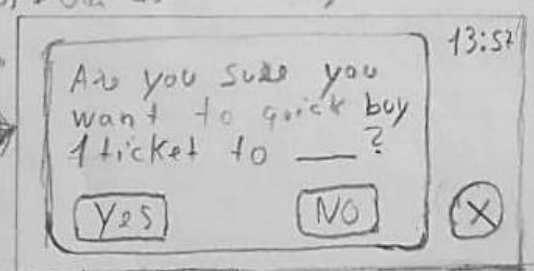 13:57
Are you sure you
want to quick buy
1 ticket to ___ ?
Yes NO
X